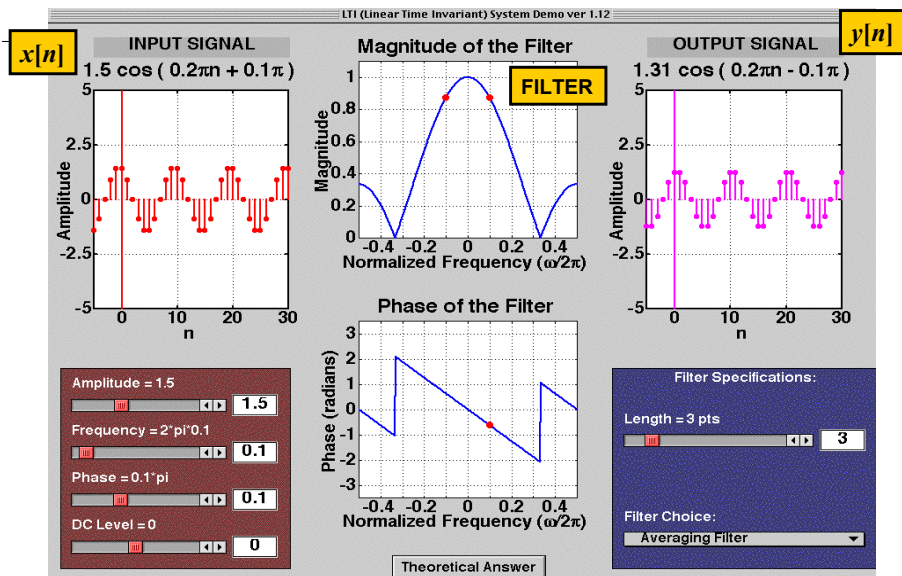 LTI (Linear Time Invariant) System Demo ver 1.12
x[n]
INPUT SIGNAL
1.5 cos ( 0.2πn + 0.1π )
5
2.5
0
-2.5
-5
Amplitude
0 10 20 30
n
Magnitude of the Filter
FILTER
1
0.8
0.6
0.4
0.2
0
Magnitude
-0.4 -0.2 0 0.2 0.4
Normalized Frequency (ω/2π)
y[n]
OUTPUT SIGNAL
1.31 cos ( 0.2πn - 0.1π )
5
2.5
0
-2.5
-5
Amplitude
0 10 20 30
n
Amplitude = 1.5
1.5
Frequency = 2*pi*0.1
0.1
Phase = 0.1*pi
0.1
DC Level = 0
0
Phase of the Filter
3
2
1
0
-1
-2
-3
Phase (radians)
-0.4 -0.2 0 0.2 0.4
Normalized Frequency (ω/2π)
Theoretical Answer
Filter Specifications:
Length = 3 pts
3
Filter Choice:
Averaging Filter